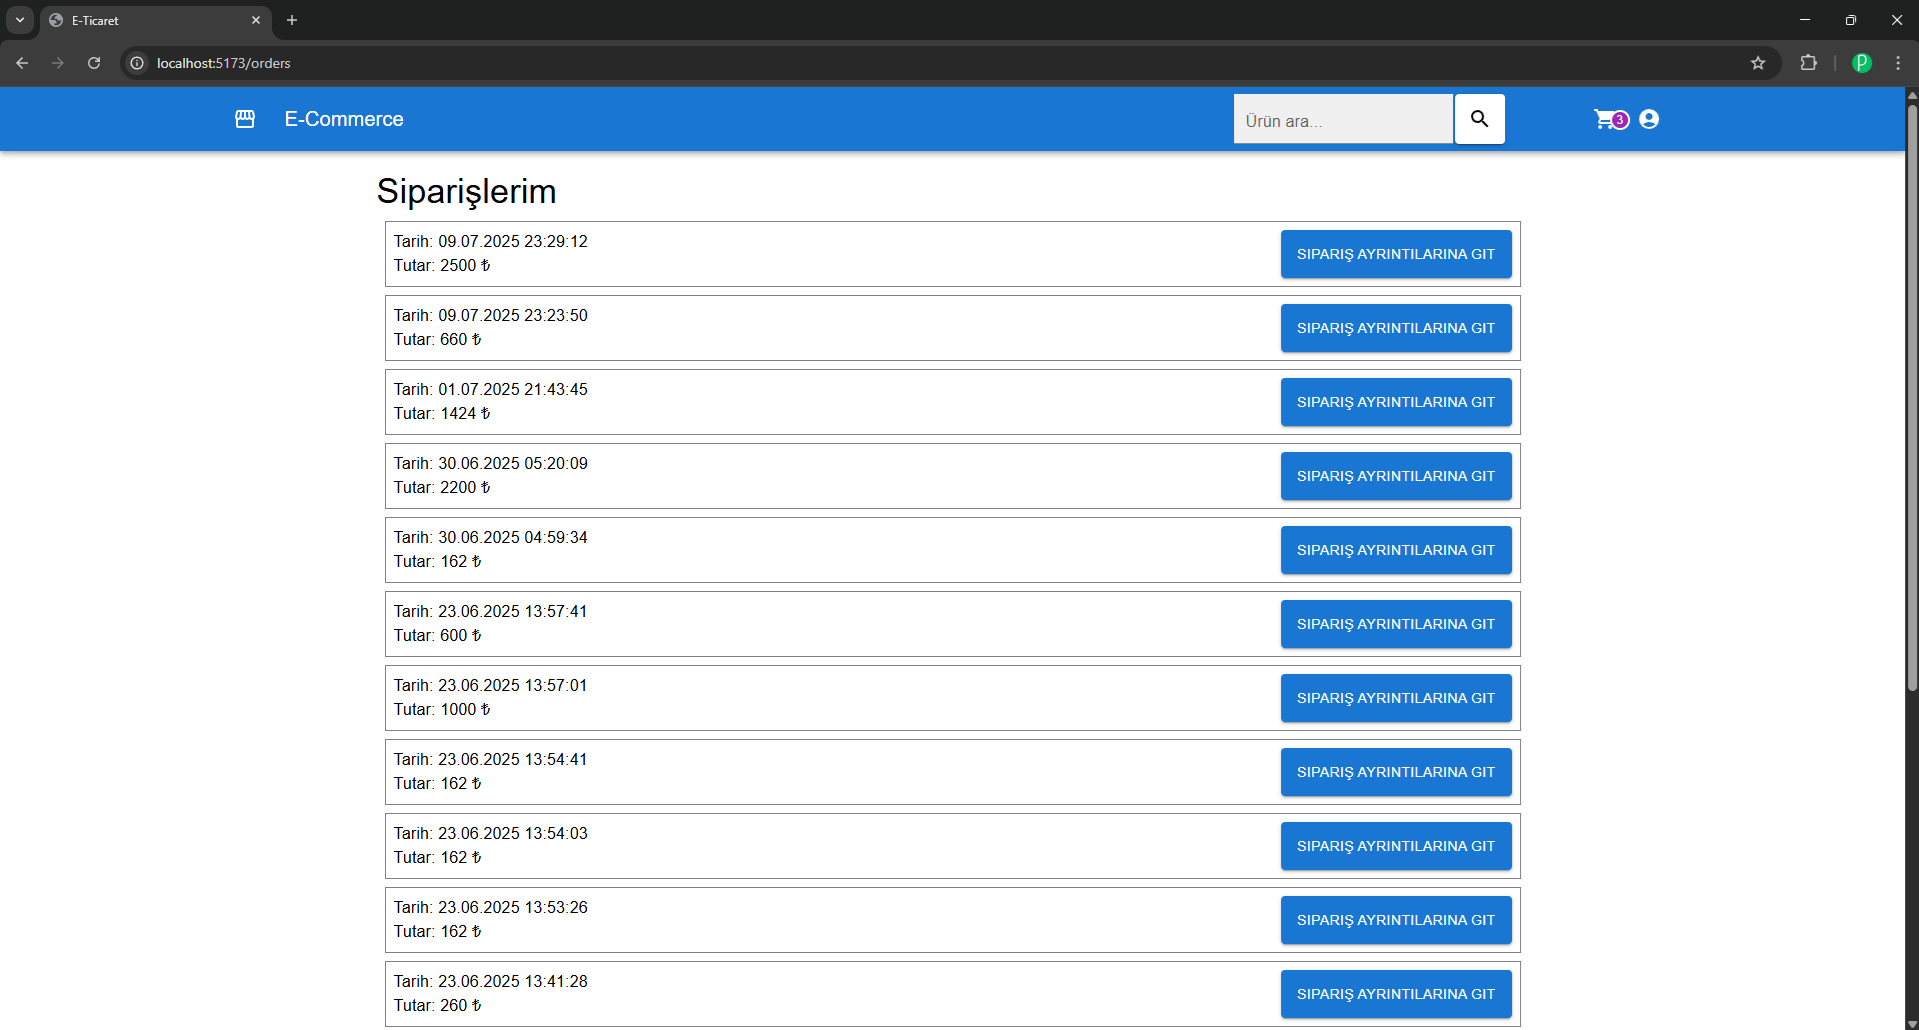 E-Ticaret
localhost:5173/orders
P
E-Commerce
Ürün ara...
3
Siparişlerim
Tarih: 09.07.2025 23:29:12
Tutar: 2500 ₺
SIPARIŞ AYRINTILARINA GIT
Tarih: 09.07.2025 23:23:50
Tutar: 660 ₺
SIPARIŞ AYRINTILARINA GIT
Tarih: 01.07.2025 21:43:45
Tutar: 1424 ₺
SIPARIŞ AYRINTILARINA GIT
Tarih: 30.06.2025 05:20:09
Tutar: 2200 ₺
SIPARIŞ AYRINTILARINA GIT
Tarih: 30.06.2025 04:59:34
Tutar: 162 ₺
SIPARIŞ AYRINTILARINA GIT
Tarih: 23.06.2025 13:57:41
Tutar: 600 ₺
SIPARIŞ AYRINTILARINA GIT
Tarih: 23.06.2025 13:57:01
Tutar: 1000 ₺
SIPARIŞ AYRINTILARINA GIT
Tarih: 23.06.2025 13:54:41
Tutar: 162 ₺
SIPARIŞ AYRINTILARINA GIT
Tarih: 23.06.2025 13:54:03
Tutar: 162 ₺
SIPARIŞ AYRINTILARINA GIT
Tarih: 23.06.2025 13:53:26
Tutar: 162 ₺
SIPARIŞ AYRINTILARINA GIT
Tarih: 23.06.2025 13:41:28
Tutar: 260 ₺
SIPARIŞ AYRINTILARINA GIT